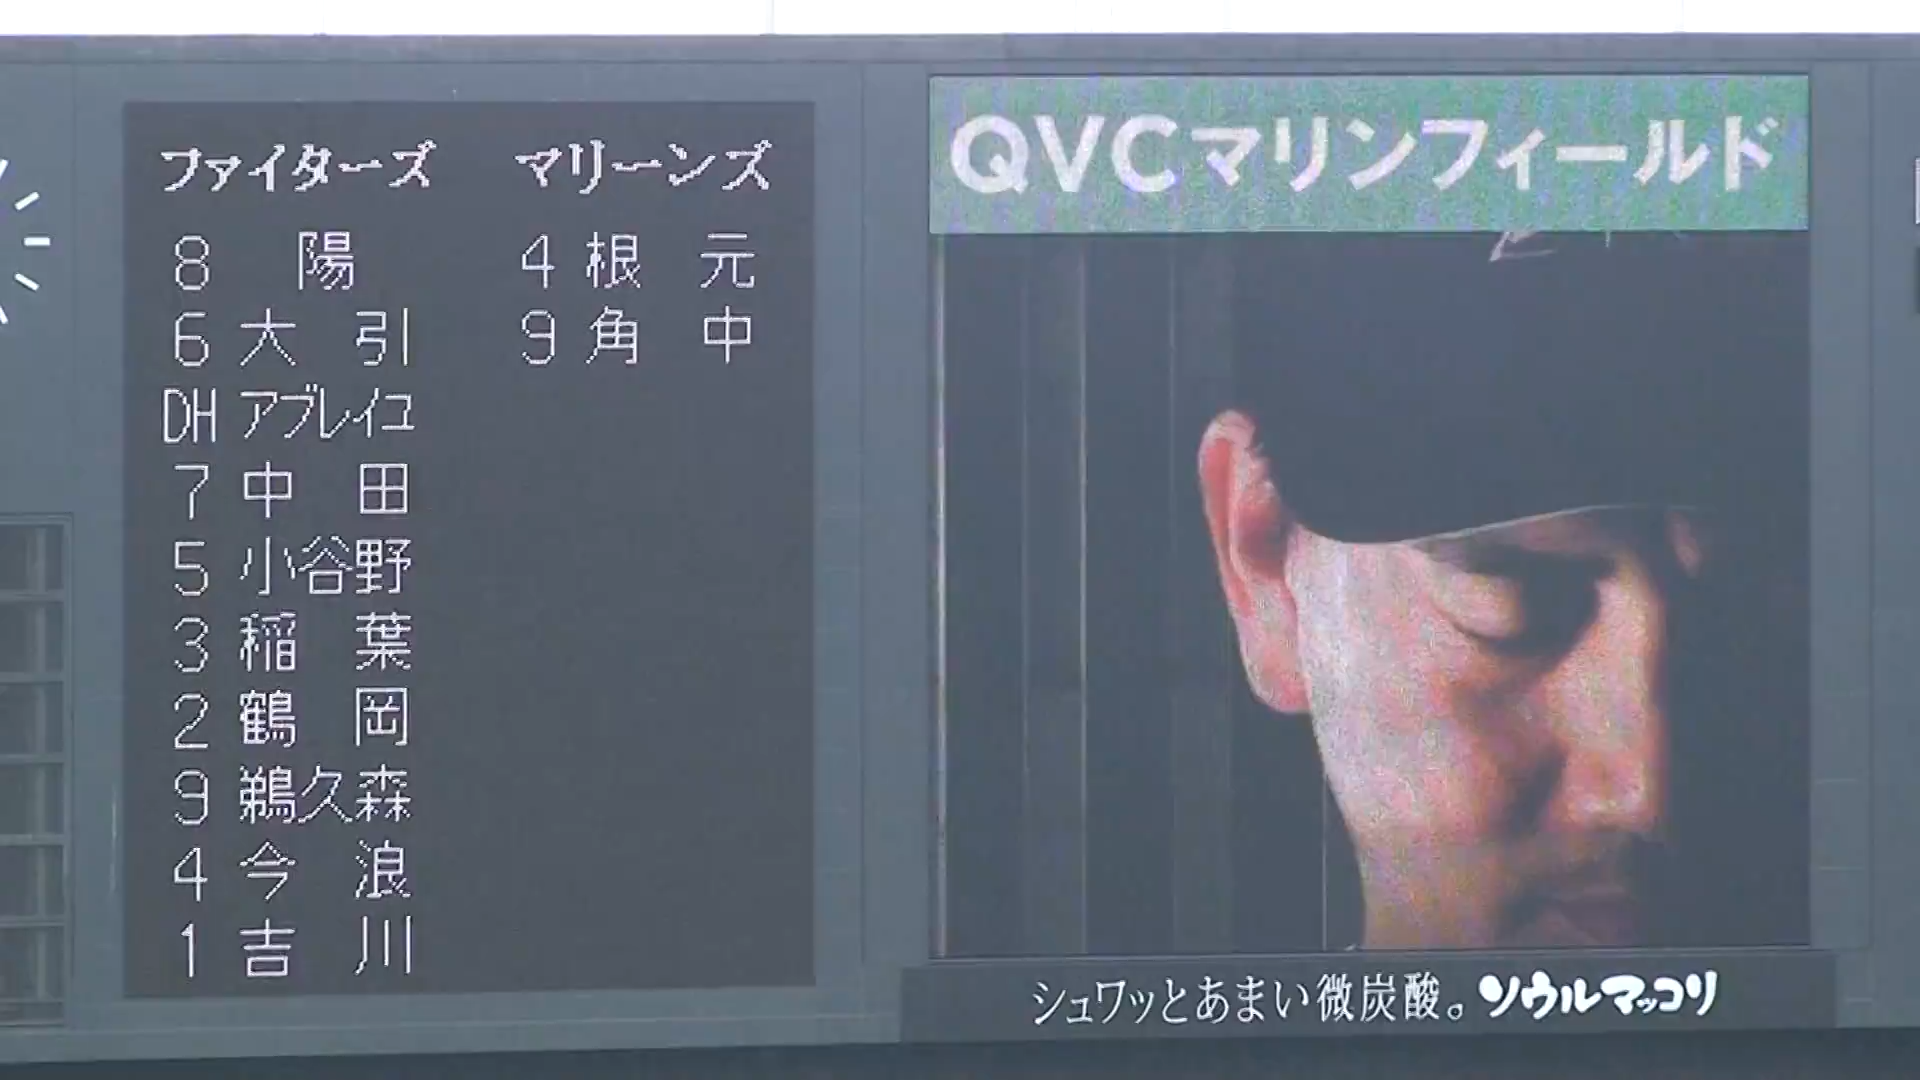 ファイターズ マリーンズ
8 陽 4 根 元
6 大 引 9 角 中
DH アブレイユ
7 中 田
5 小谷野
3 稲 葉
2 鶴 岡
9 鵜久森
4 今 浪
1 吉 川
QVCマリンフィールド
シュワッとあまい微炭酸。ソウルマッコリ